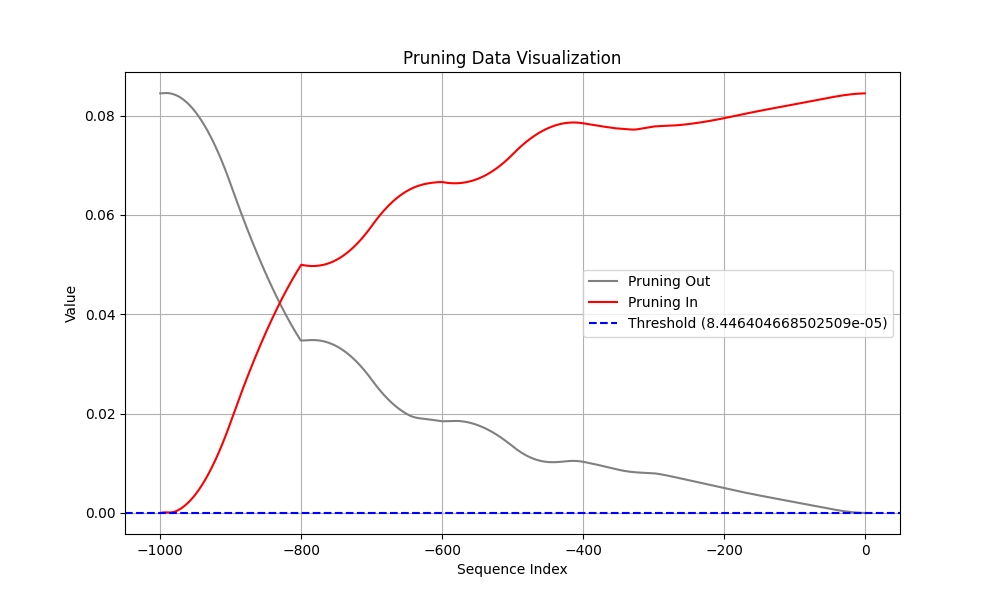 Pruning Data Visualization
Value
0.08
0.06
0.04
0.02
0.00
Pruning Out
Pruning In
Threshold (8.446404668502509e-05)
−1000
−800
−600
−400
−200
0
Sequence Index